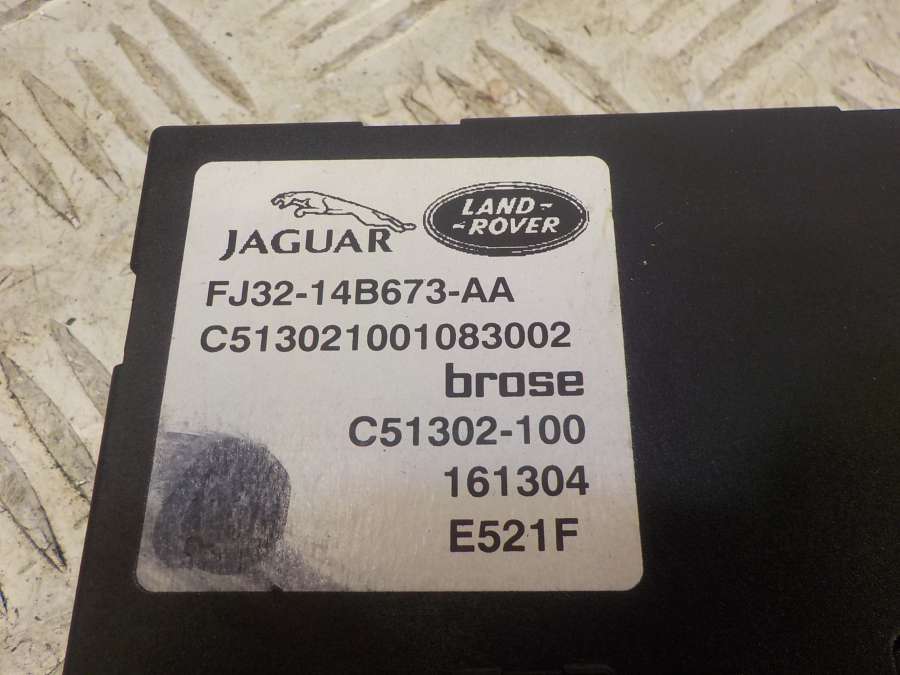 JAGUAR
LAND-
-ROVER
FJ32-14B673-AA
C513021001083002
brose
C51302-100
161304
E521F